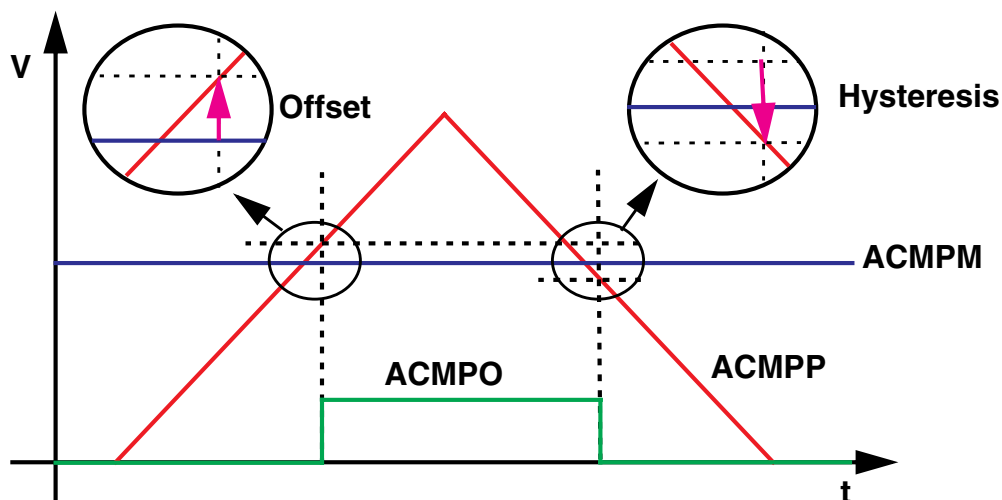 V
Offset
Hysteresis
ACMPM
ACMPP
ACMPO
t